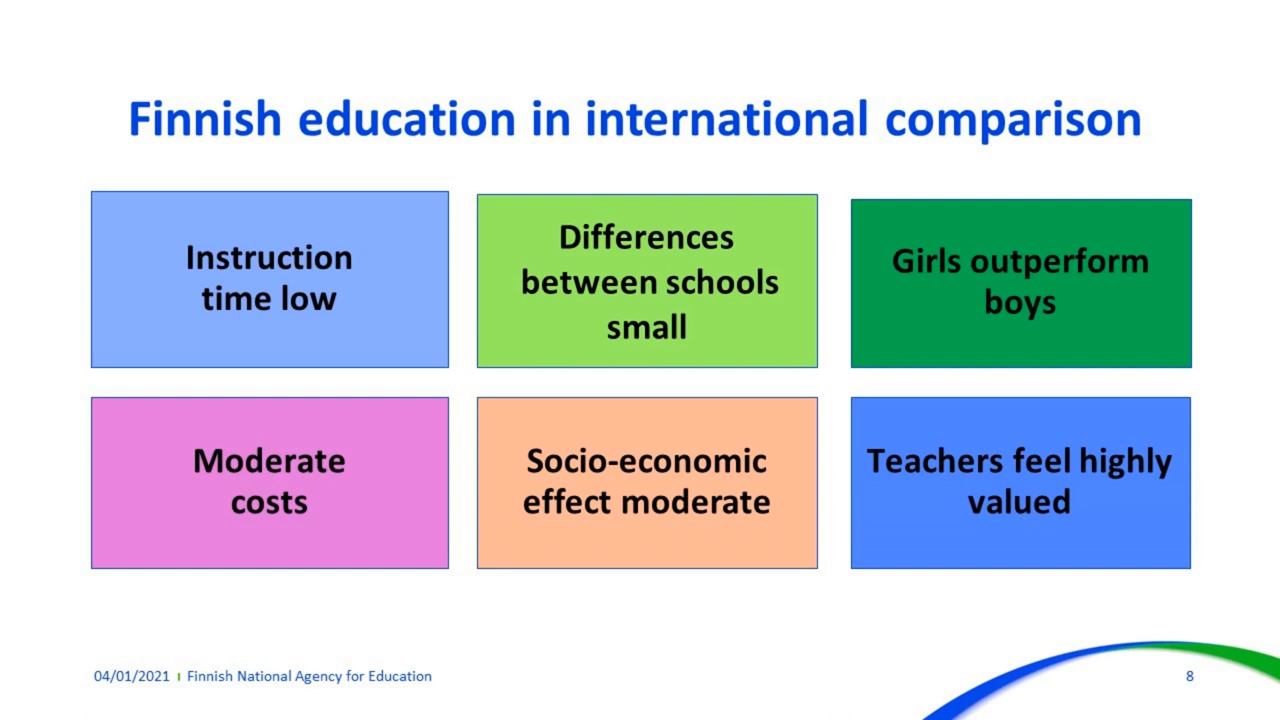 Finnish education in international comparison
Instruction
time low
Differences
between schools
small
Girls outperform
boys
Moderate
costs
Socio-economic
effect moderate
Teachers feel highly
valued
04/01/2021 ı Finnish National Agency for Education
8